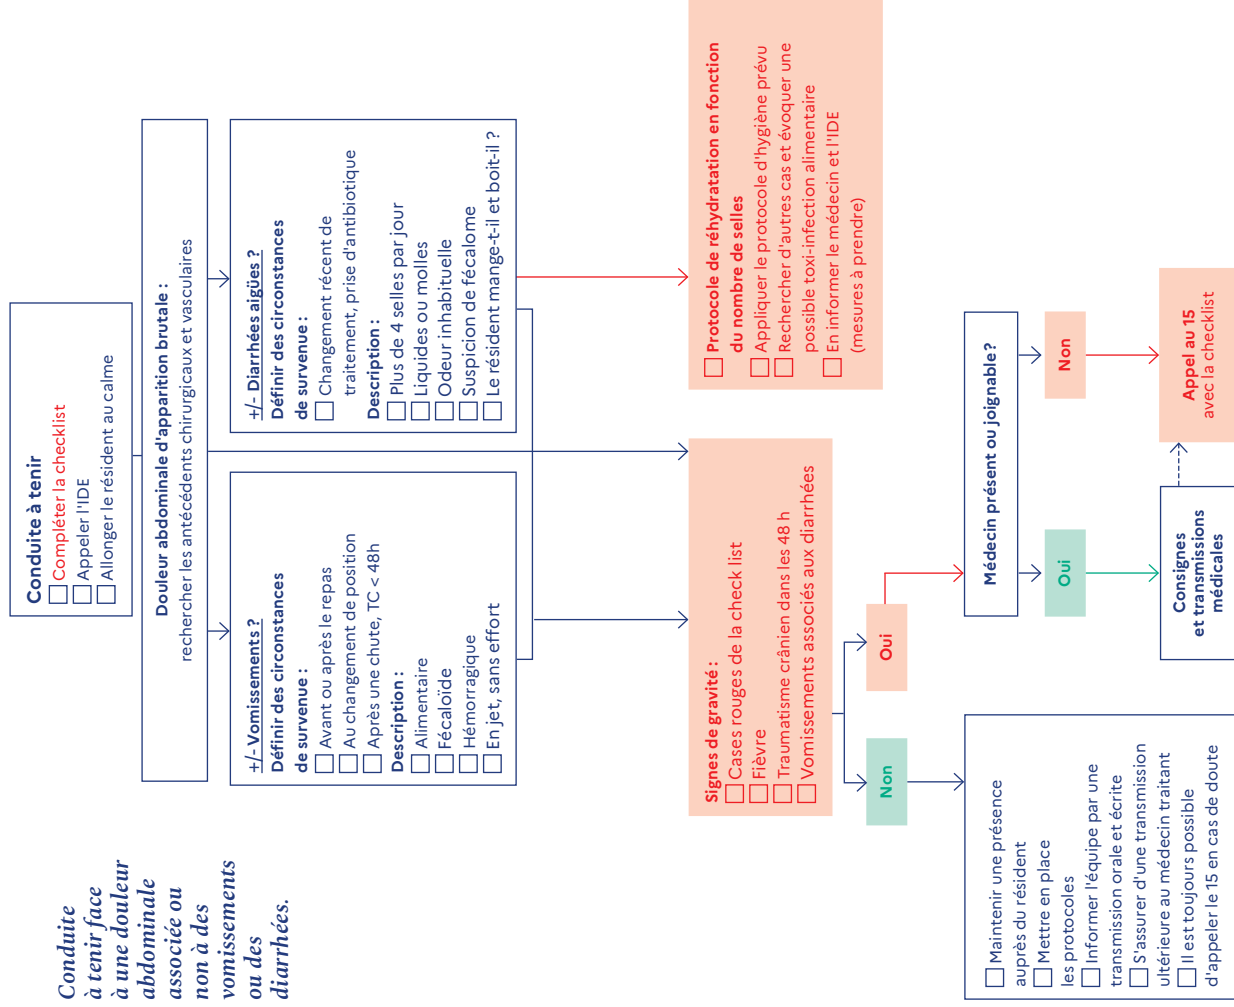 Conduite
à tenir face
à une douleur
abdominale
associée ou
non à des
vomissements
ou des
diarrhées.
Conduite à tenir
Compléter la checklist
Appeler l'IDE
Allonger le résident au calme
Douleur abdominale d'apparition brutale :
rechercher les antécédents chirurgicaux et vasculaires
+/- Vomissements ?
Définir des circonstances
de survenue :
Avant ou après le repas
Au changement de position
Après une chute, TC < 48h
Description :
Alimentaire
Fécaloïde
Hémorragique
En jet, sans effort
+/- Diarrhées aigües ?
Définir des circonstances
de survenue :
Changement récent de
traitement, prise d'antibiotique
Description :
Plus de 4 selles par jour
Liquides ou molles
Odeur inhabituelle
Suspicion de fécalome
Le résident mange-t-il et boit-il ?
Signes de gravité :
Cases rouges de la check list
Fièvre
Traumatisme crânien dans les 48 h
Vomissements associés aux diarrhées
Protocole de réhydratation en fonction
du nombre de selles
Appliquer le protocole d'hygiène prévu
Rechercher d'autres cas et évoquer une
possible toxi-infection alimentaire
En informer le médecin et l'IDE
(mesures à prendre)
Non
Oui
Maintenir une présence
auprès du résident
Mettre en place
les protocoles
Informer l'équipe par une
transmission orale et écrite
S'assurer d'une transmission
ultérieure au médecin traitant
Il est toujours possible
d'appeler le 15 en cas de doute
Médecin présent ou joignable ?
Oui
Non
Consignes
et transmissions
médicales
Appel au 15
avec la checklist